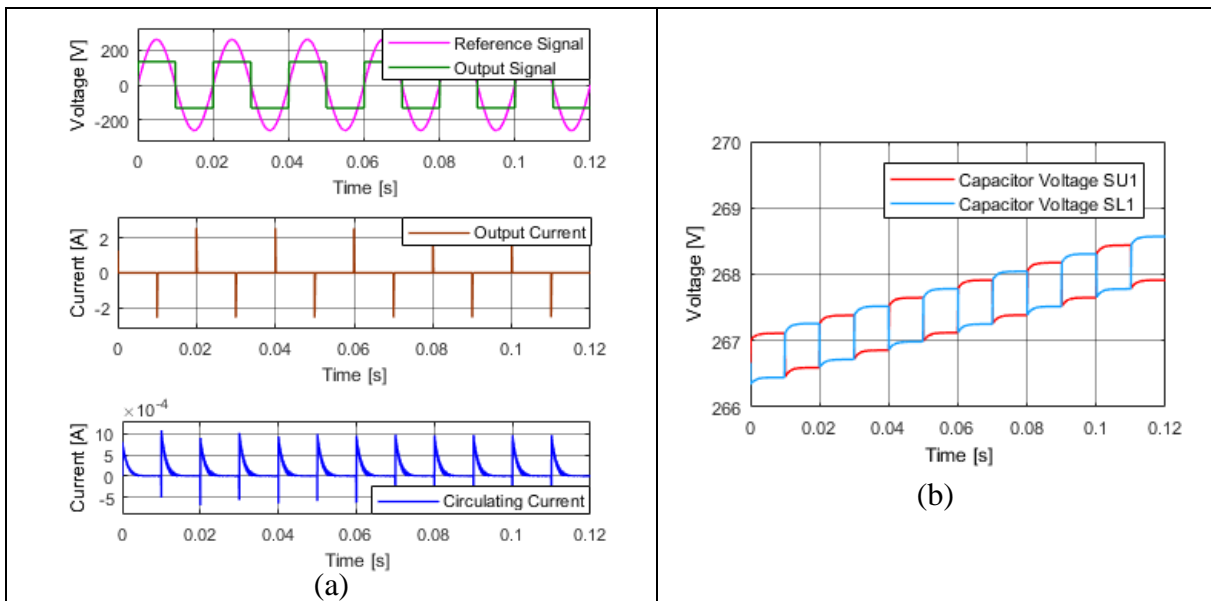 Voltage [V]
200
0
-200
Reference Signal
Output Signal
0 0.02 0.04 0.06 0.08 0.1 0.12
Time [s]
Current [A]
2
0
-2
Output Current
0 0.02 0.04 0.06 0.08 0.1 0.12
Time [s]
×10⁻⁴
Current [A]
10
5
0
-5
Circulating Current
0 0.02 0.04 0.06 0.08 0.1 0.12
Time [s]
(a)
Voltage [V]
270
269
268
267
266
Capacitor Voltage SU1
Capacitor Voltage SL1
0 0.02 0.04 0.06 0.08 0.1 0.12
Time [s]
(b)